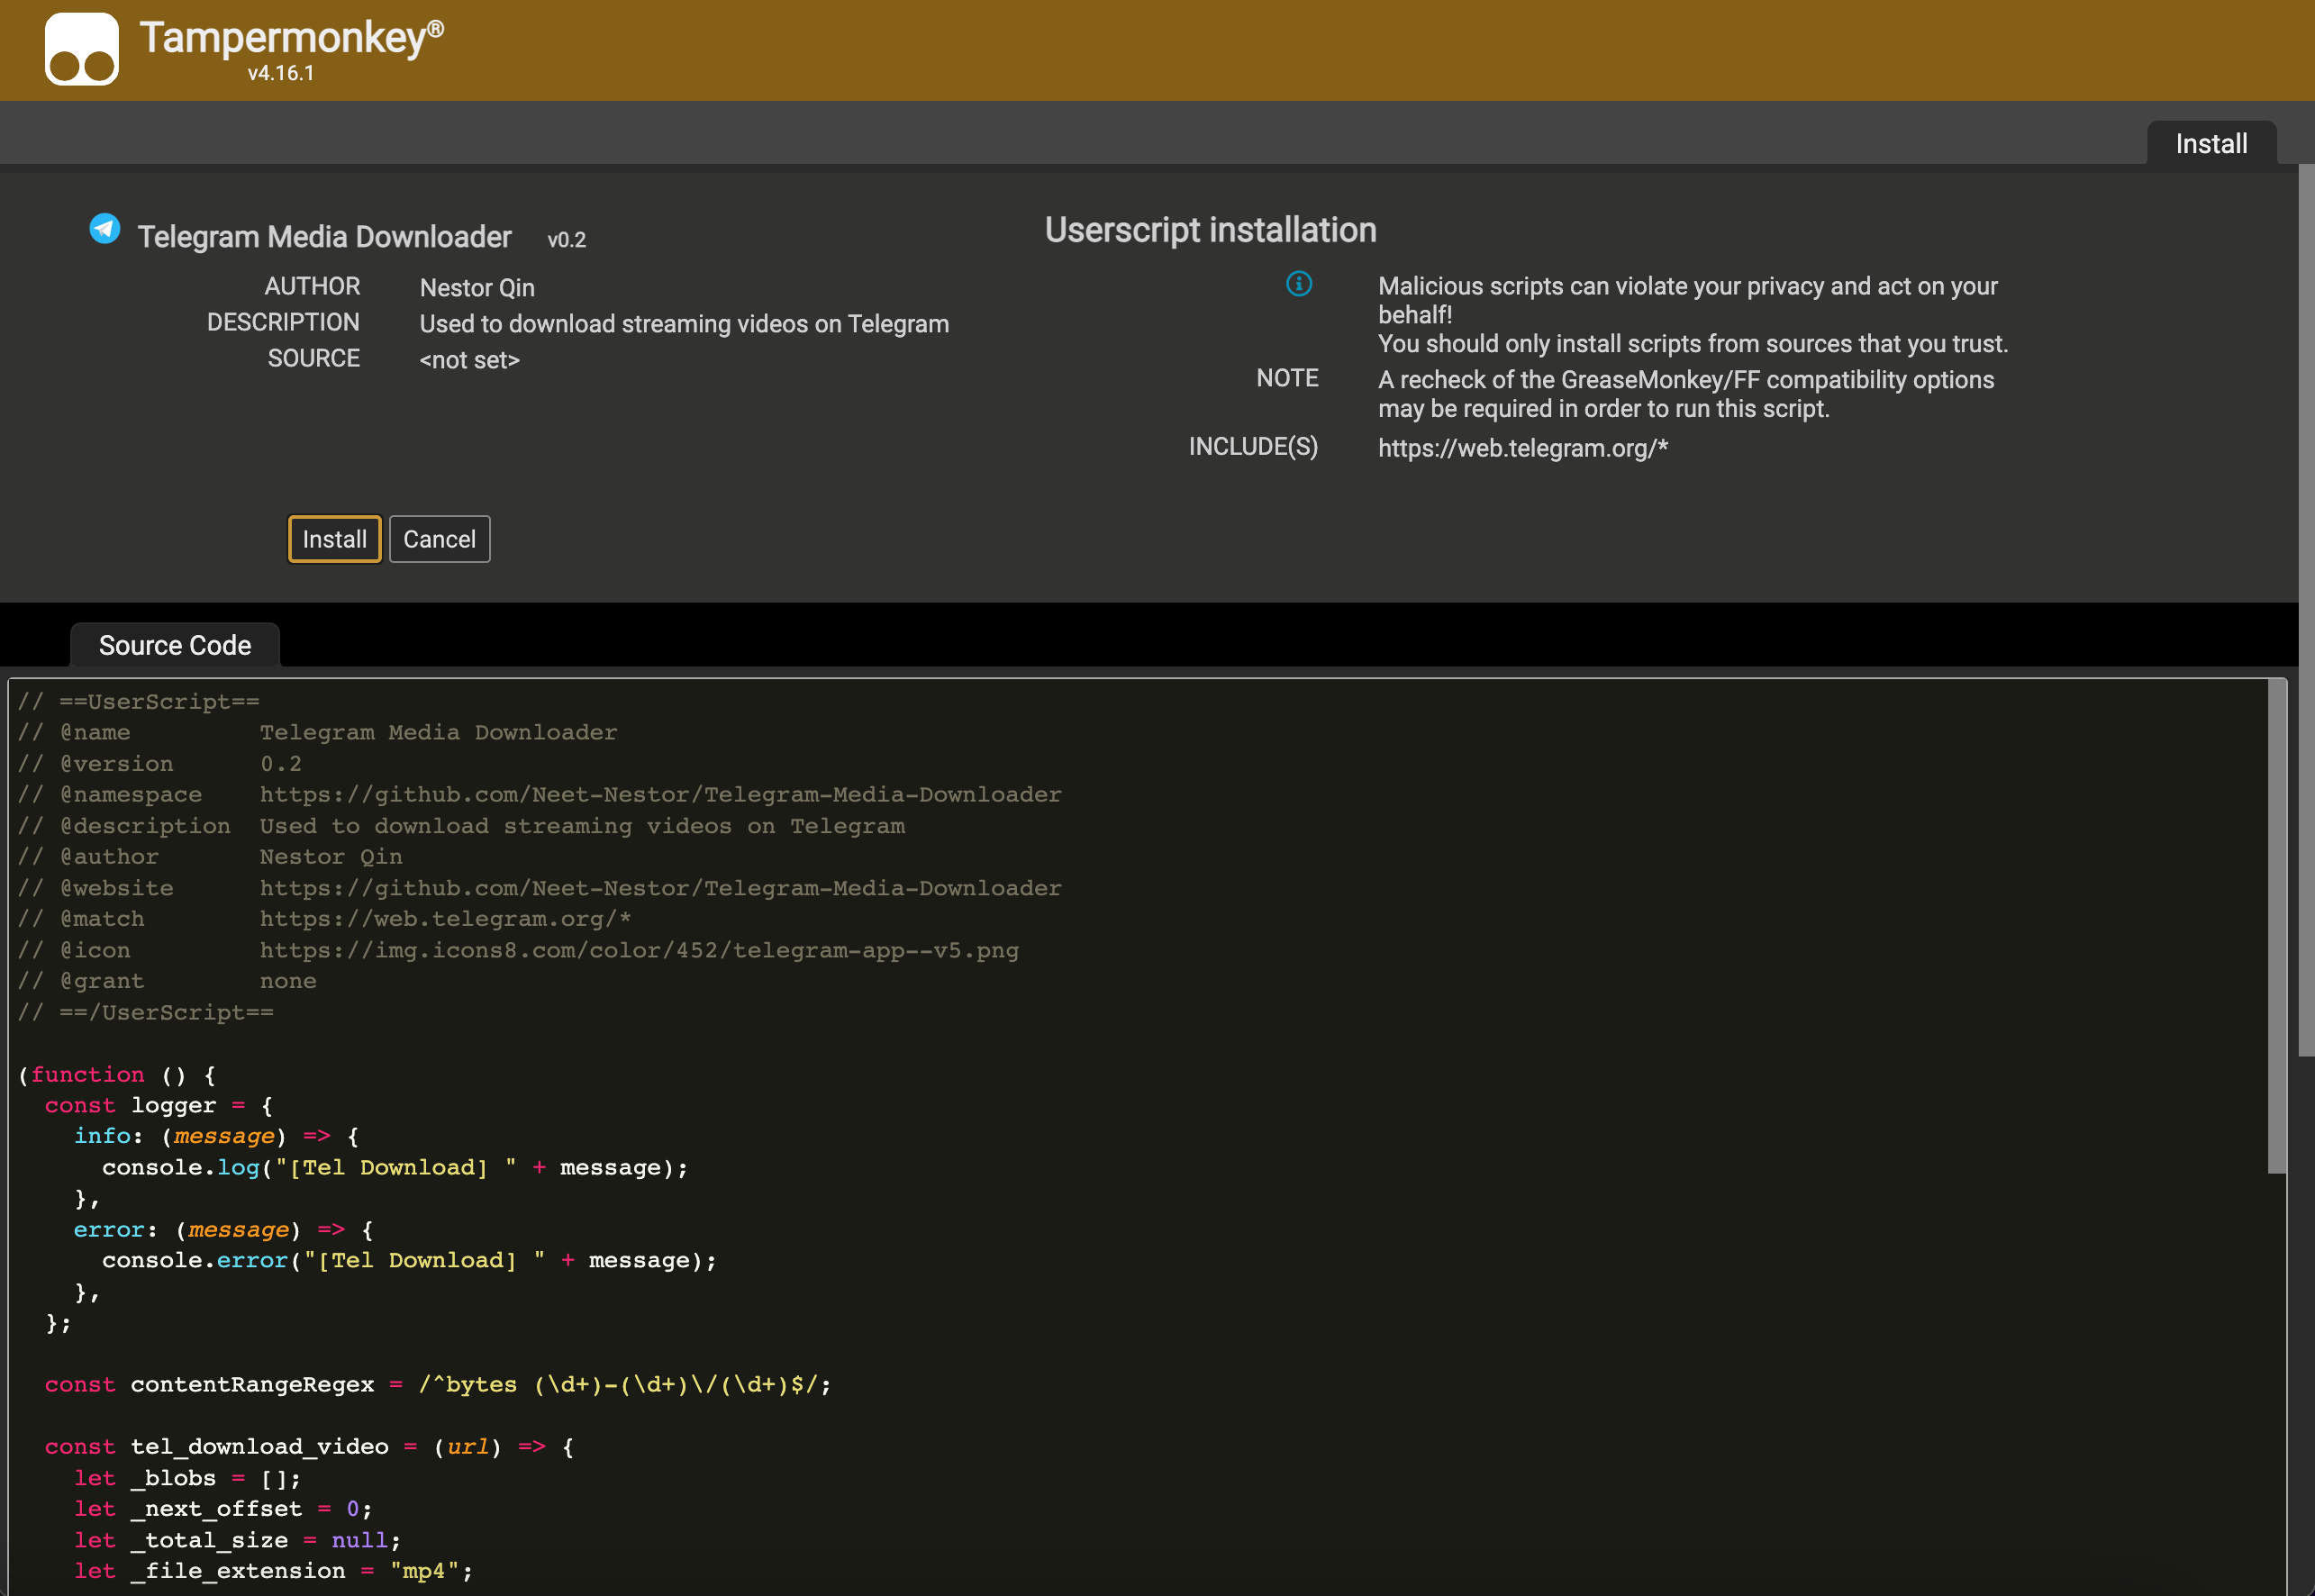 Tampermonkey®
v4.16.1
Install
Telegram Media Downloader v0.2
AUTHOR Nestor Qin
DESCRIPTION Used to download streaming videos on Telegram
SOURCE <not set>
Userscript installation
Malicious scripts can violate your privacy and act on your
behalf!
You should only install scripts from sources that you trust.
NOTE A recheck of the GreaseMonkey/FF compatibility options
may be required in order to run this script.
INCLUDE(S) https://web.telegram.org/*
Install Cancel
Source Code
// ==UserScript==
// @name         Telegram Media Downloader
// @version      0.2
// @namespace    https://github.com/Neet-Nestor/Telegram-Media-Downloader
// @description  Used to download streaming videos on Telegram
// @author       Nestor Qin
// @website      https://github.com/Neet-Nestor/Telegram-Media-Downloader
// @match        https://web.telegram.org/*
// @icon         https://img.icons8.com/color/452/telegram-app--v5.png
// @grant        none
// ==/UserScript==
(function () {
  const logger = {
    info: (message) => {
      console.log("[Tel Download] " + message);
    },
    error: (message) => {
      console.error("[Tel Download] " + message);
    },
  };
  const contentRangeRegex = /^bytes (\d+)-(\d+)\/(\d+)$/;
  const tel_download_video = (url) => {
    let _blobs = [];
    let _next_offset = 0;
    let _total_size = null;
    let _file_extension = "mp4";